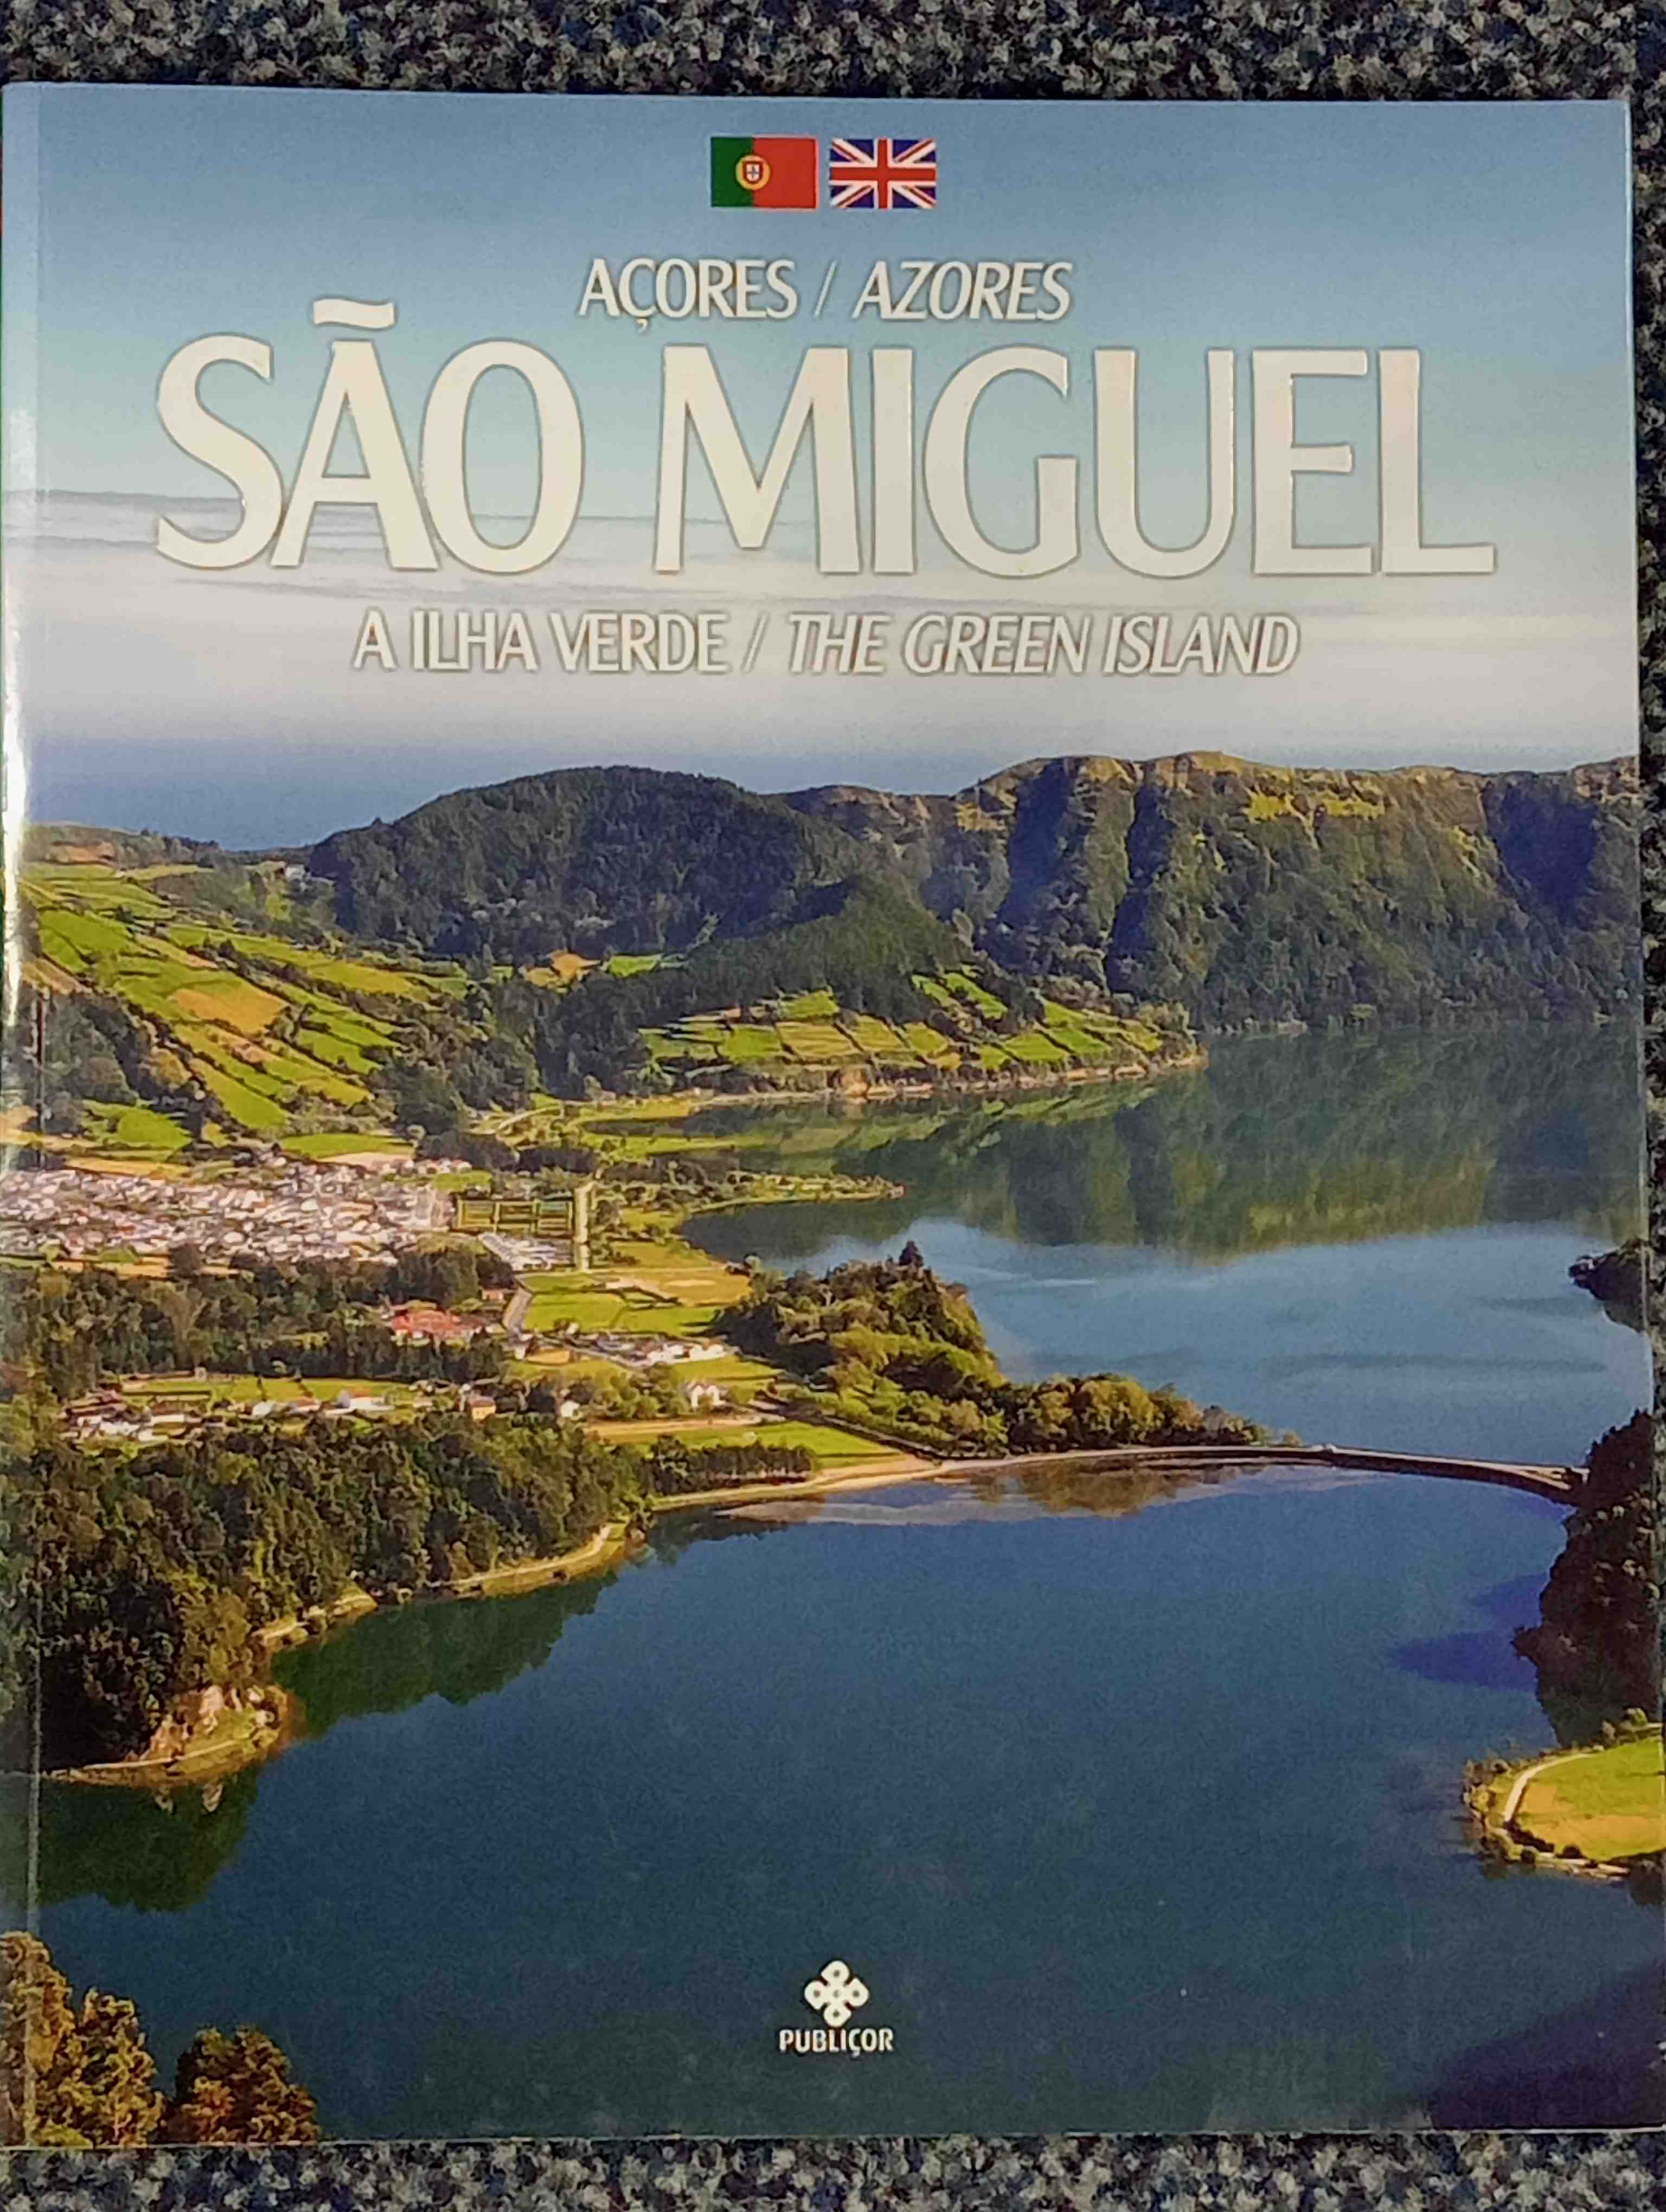 AÇORES / AZORES
SÃO MIGUEL
A ILHA VERDE / THE GREEN ISLAND
PUBLIÇOR